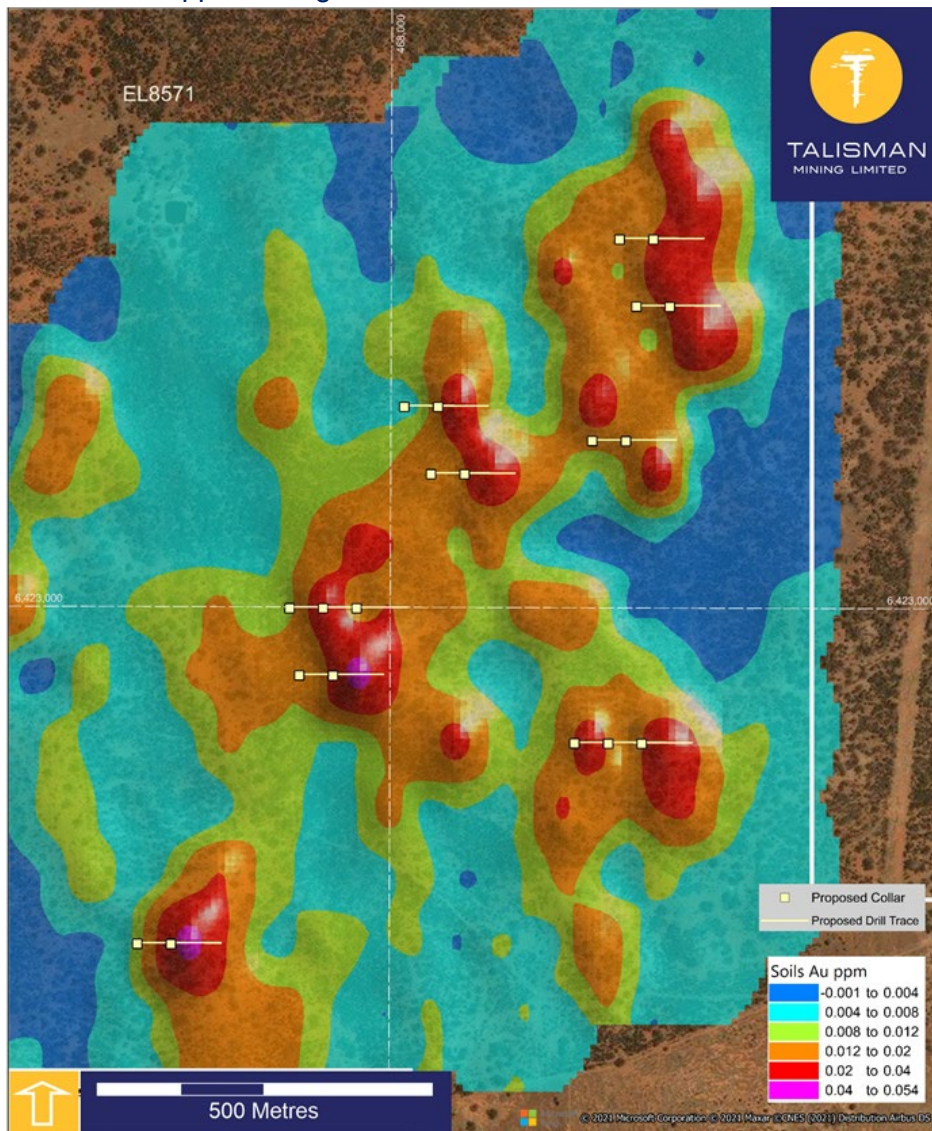 468,000
EL8571
TALISMAN
MINING LIMITED
6,423,000
6,423,000
Proposed Collar
Proposed Drill Trace
Soils Au ppm
-0.001 to 0.004
0.004 to 0.008
0.008 to 0.012
0.012 to 0.02
0.02 to 0.04
0.04 to 0.054
500 Metres
© 2021 Microsoft Corporation © 2021 Maxar ©CNES (2021) Distribution Airbus DS